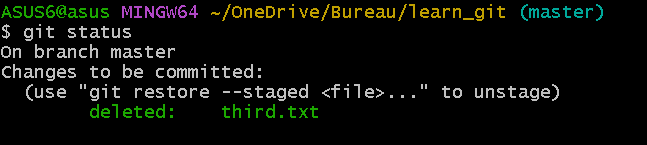 ASUS6@asus MINGW64 ~/OneDrive/Bureau/learn_git (master)
$ git status
On branch master
Changes to be committed:
  (use "git restore --staged <file>..." to unstage)
        deleted:    third.txt